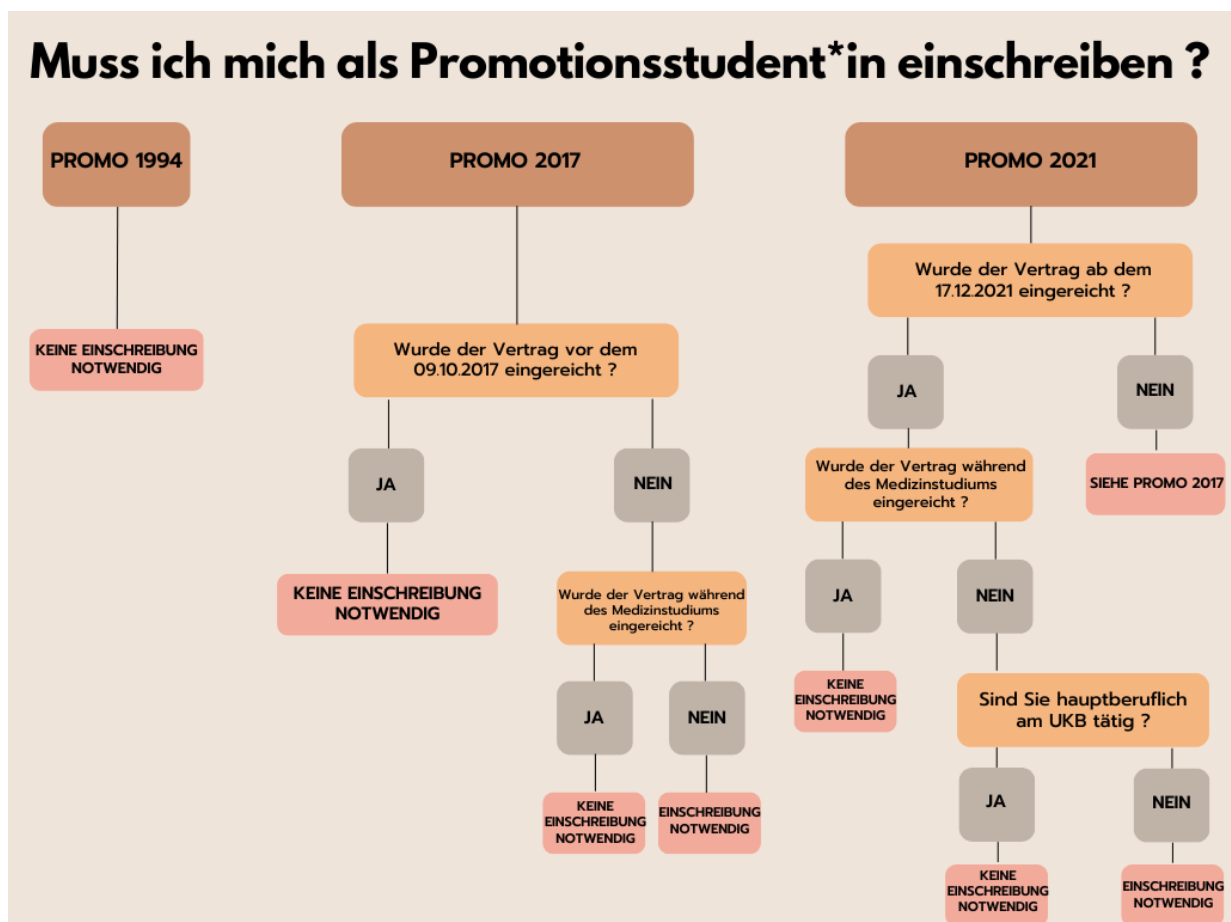 Muss ich mich als Promotionsstudent*in einschreiben ?
PROMO 1994
KEINE EINSCHREIBUNG
NOTWENDIG
PROMO 2017
Wurde der Vertrag vor dem
09.10.2017 eingereicht ?
JA
KEINE EINSCHREIBUNG
NOTWENDIG
NEIN
Wurde der Vertrag während
des Medizinstudiums
eingereicht ?
JA
KEINE
EINSCHREIBUNG
NOTWENDIG
NEIN
EINSCHREIBUNG
NOTWENDIG
PROMO 2021
Wurde der Vertrag ab dem
17.12.2021 eingereicht ?
JA
Wurde der Vertrag während
des Medizinstudiums
eingereicht ?
JA
KEINE
EINSCHREIBUNG
NOTWENDIG
NEIN
Sind Sie hauptberuflich
am UKB tätig ?
JA
KEINE
EINSCHREIBUNG
NOTWENDIG
NEIN
EINSCHREIBUNG
NOTWENDIG
NEIN
SIEHE PROMO 2017